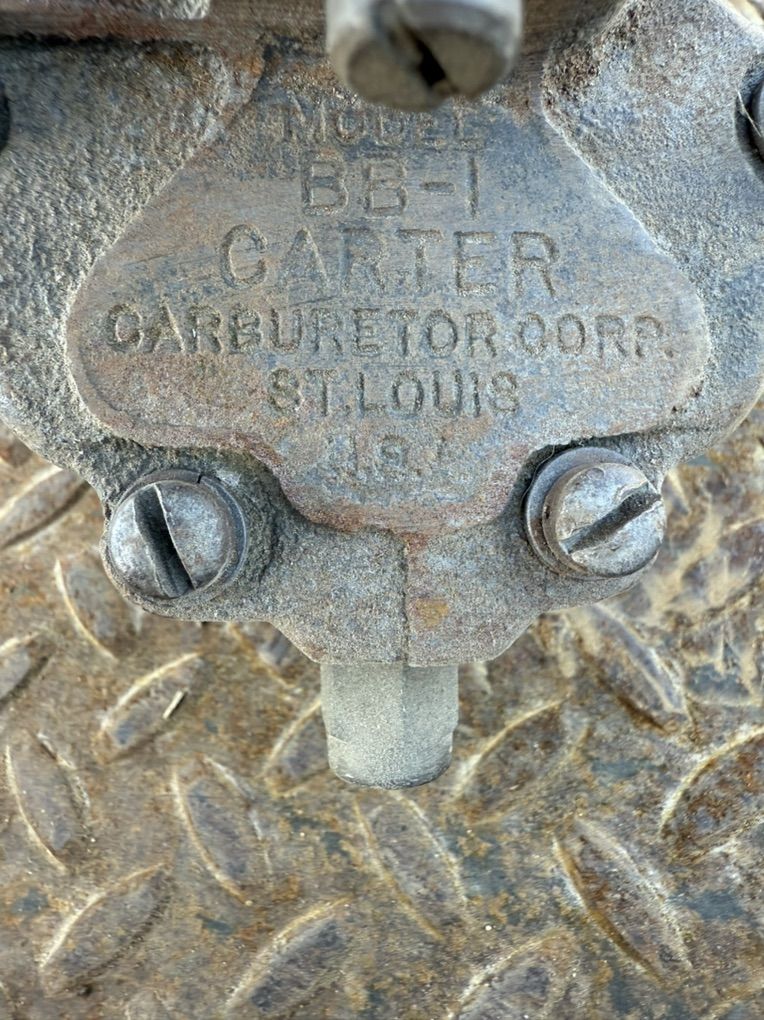 MODEL
BB-1
CARTER
CARBURETOR CORP.
ST. LOUIS